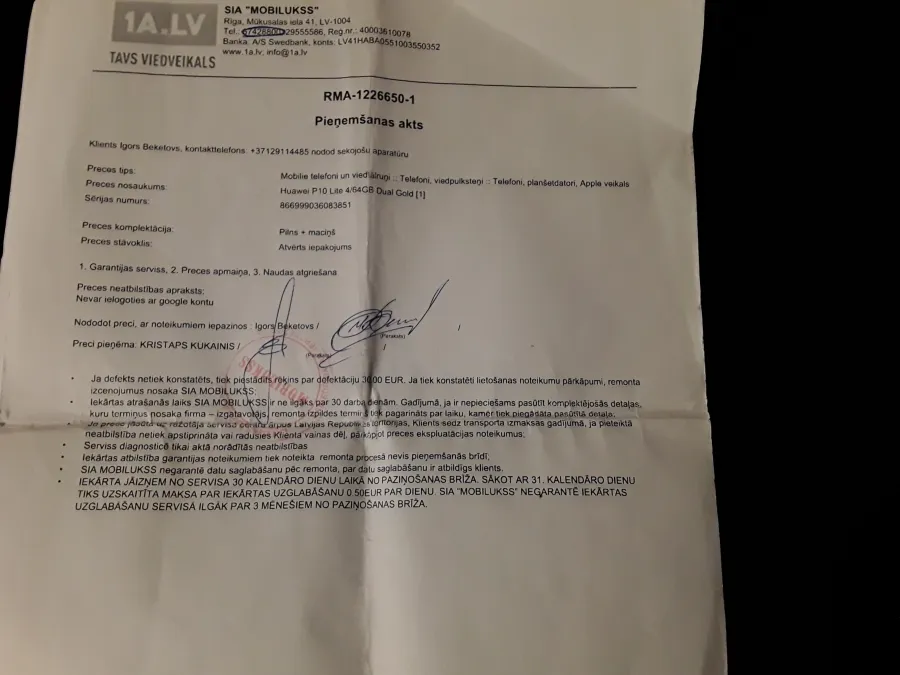 1A.LV
TAVS VIEDVEIKALS
SIA "MOBILUKSS"
Rīga, Mūkusalas iela 41, LV-1004
Tel.: 29555586, Reg.nr.: 40003610078
Banka: A/S Swedbank, konts: LV41HABA0551003550352
www.1a.lv, info@1a.lv
RMA-1226650-1
Pieņemšanas akts
Klients Igors Beketovs, kontakttelefons: +37129114485 nodod sekojošu aparatūru
Preces tips: Mobilie telefoni un viedtālruņi :: Telefoni, viedpulksteņi :: Telefoni, planšetdatori, Apple veikals
Preces nosaukums: Huawei P10 Lite 4/64GB Dual Gold [1]
Sērijas numurs: 866999036083851
Preces komplektācija: Pilns + maciņš
Preces stāvoklis: Atvērts iepakojums
1. Garantijas serviss, 2. Preces apmaiņa, 3. Naudas atgriešana
Preces neatbilstības apraksts:
Nevar ielogoties ar google kontu
Nododot preci, ar noteikumiem iepazinos : Igors Beketovs / /
(Paraksts)
Preci pieņēma: KRISTAPS KUKAINIS / /
(Paraksts)
• Ja defekts netiek konstatēts, tiek piestādīts rēķins par defektāciju 30,00 EUR. Ja tiek konstatēti lietošanas noteikumu pārkāpumi, remonta
izcenojumus nosaka SIA MOBILUKSS;
• Iekārtas atrašanās laiks SIA MOBILUKSS ir ne ilgāks par 30 darba dienām. Gadījumā, ja ir nepieciešams pasūtīt komplektējošās detaļas,
kuru termiņus nosaka firma – izgatavotājs, remonta izpildes termiņš tiek pagarināts par laiku, kamēr tiek piegādāta pasūtītā detaļa;
• Ja prece jāsūta uz ražotāja servisa centru ārpus Latvijas Republikas teritorijas, Klients sedz transporta izmaksas gadījumā, ja pieteiktā
neatbilstība netiek apstiprināta vai radusies Klienta vainas dēļ, pārkāpjot preces ekspluatācijas noteikumus;
• Serviss diagnosticē tikai aktā norādītās neatbilstības
• Iekārtas atbilstība garantijas noteikumiem tiek noteikta remonta procesā nevis pieņemšanas brīdī;
• SIA MOBILUKSS negarantē datu saglabāšanu pēc remonta, par datu saglabāšanu ir atbildīgs klients.
• IEKĀRTA JĀIZŅEM NO SERVISA 30 KALENDĀRO DIENU LAIKĀ NO PAZIŅOŠANAS BRĪŽA. SĀKOT AR 31. KALENDĀRO DIENU
TIKS UZSKAITĪTA MAKSA PAR IEKĀRTAS UZGLABĀŠANU 0.50EUR PAR DIENU. SIA "MOBILUKSS" NEGARANTĒ IEKĀRTAS
UZGLABĀŠANU SERVISĀ ILGĀK PAR 3 MĒNEŠIEM NO PAZIŅOŠANAS BRĪŽA.